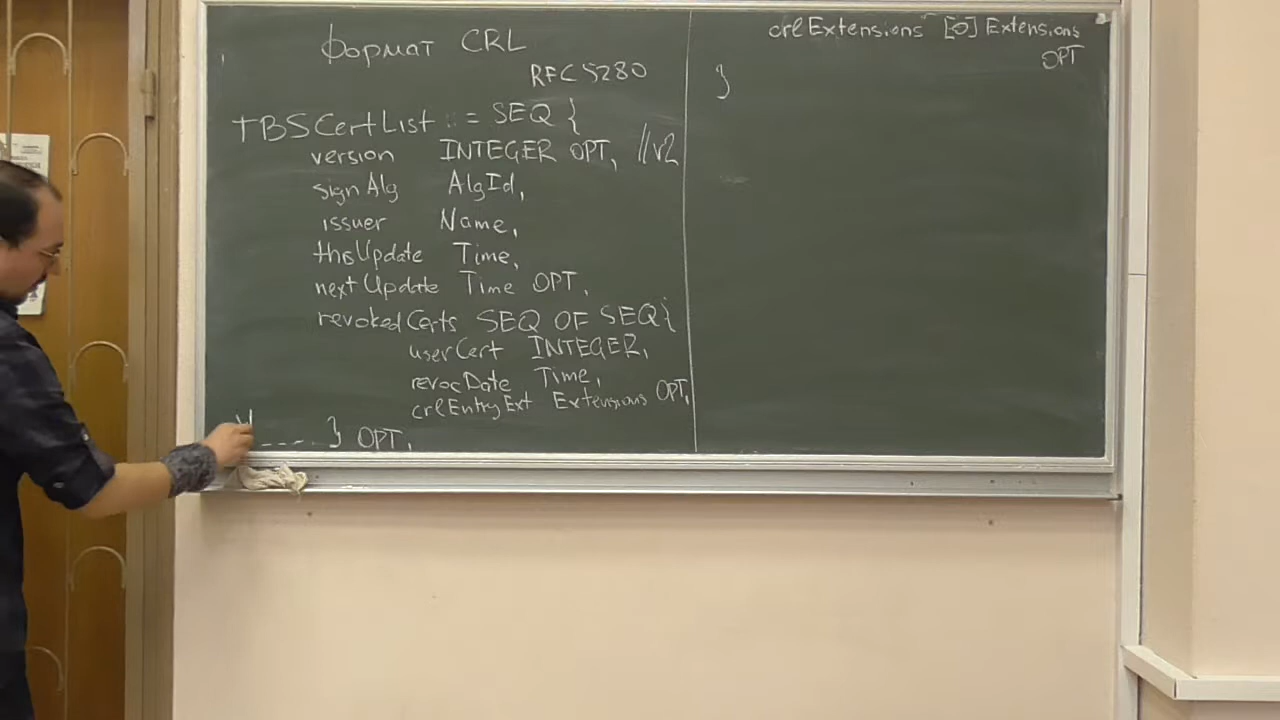 Формат CRL
RFC 5280
TBSCertList ::= SEQ {
version INTEGER OPT, //v2
signAlg AlgId,
issuer Name,
thisUpdate Time,
nextUpdate Time OPT,
revokedCerts SEQ OF SEQ{
userCert INTEGER,
revocDate Time,
crlEntryExt Extensions OPT,
} OPT,
crlExtensions [0] Extensions
OPT
}